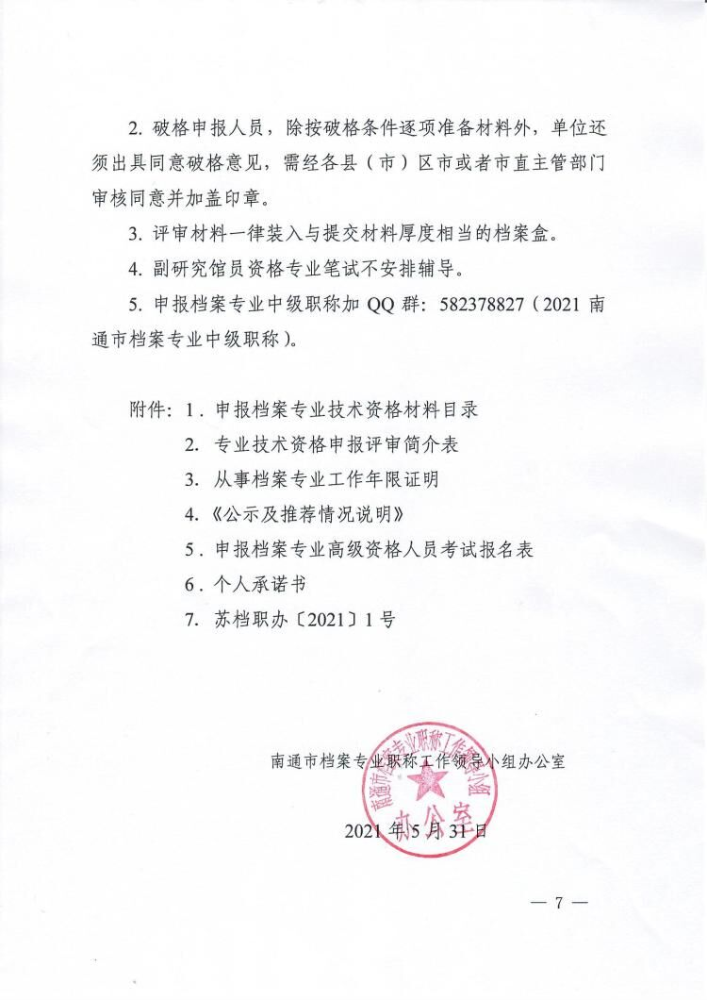 2. 破格申报人员，除按破格条件逐项准备材料外，单位还
须出具同意破格意见，需经各县（市）区市或者市直主管部门
审核同意并加盖印章。
3. 评审材料一律装入与提交材料厚度相当的档案盒。
4. 副研究馆员资格专业笔试不安排辅导。
5. 申报档案专业中级职称加 QQ 群：582378827（2021 南
通市档案专业中级职称）。
附件：1. 申报档案专业技术资格材料目录
2. 专业技术资格申报评审简介表
3. 从事档案专业工作年限证明
4.《公示及推荐情况说明》
5. 申报档案专业高级资格人员考试报名表
6. 个人承诺书
7. 苏档职办〔2021〕1 号
南通市档案专业职称工作领导小组办公室
南通市档案专业职称工作领导小组
办公室
2021 年 5 月 31 日
— 7 —